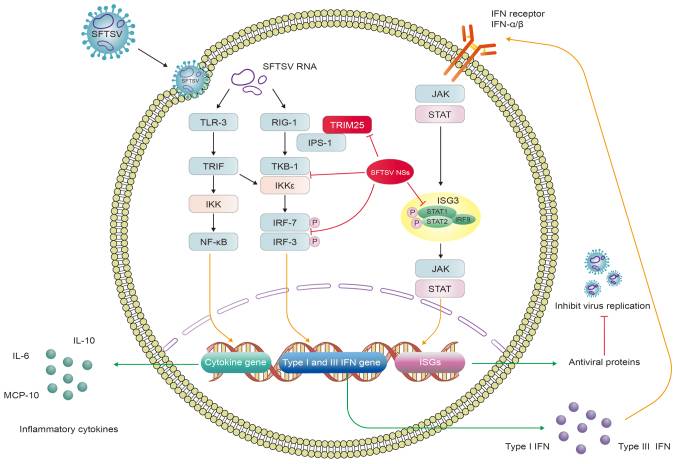 IFN receptor
IFN-α/β
SFTSV
SFTSV RNA
SFTSV
JAK
STAT
TLR-3
RIG-1
TRIM25
IPS-1
TRIF
TKB-1
SFTSV NSs
IKKε
IKK
ISG3
P
STAT1
P
STAT2
IRF9
IRF-7
P
NF-κB
IRF-3
P
JAK
STAT
Inhibit virus replication
IL-10
IL-6
Cytokine gene
Type I and III IFN gene
ISGs
Antiviral proteins
MCP-10
Inflammatory cytokines
Type I IFN
Type III IFN